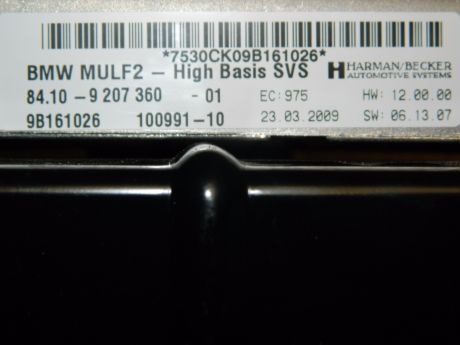 *7530CK09B161026*
BMW MULF2 - High Basis SVS HARMAN/BECKER
AUTOMOTIVE SYSTEMS
84.10 - 9 207 360 - 01 EC: 975 HW: 12.00.00
9B161026 100991-10 23.03.2009 SW: 06.13.07